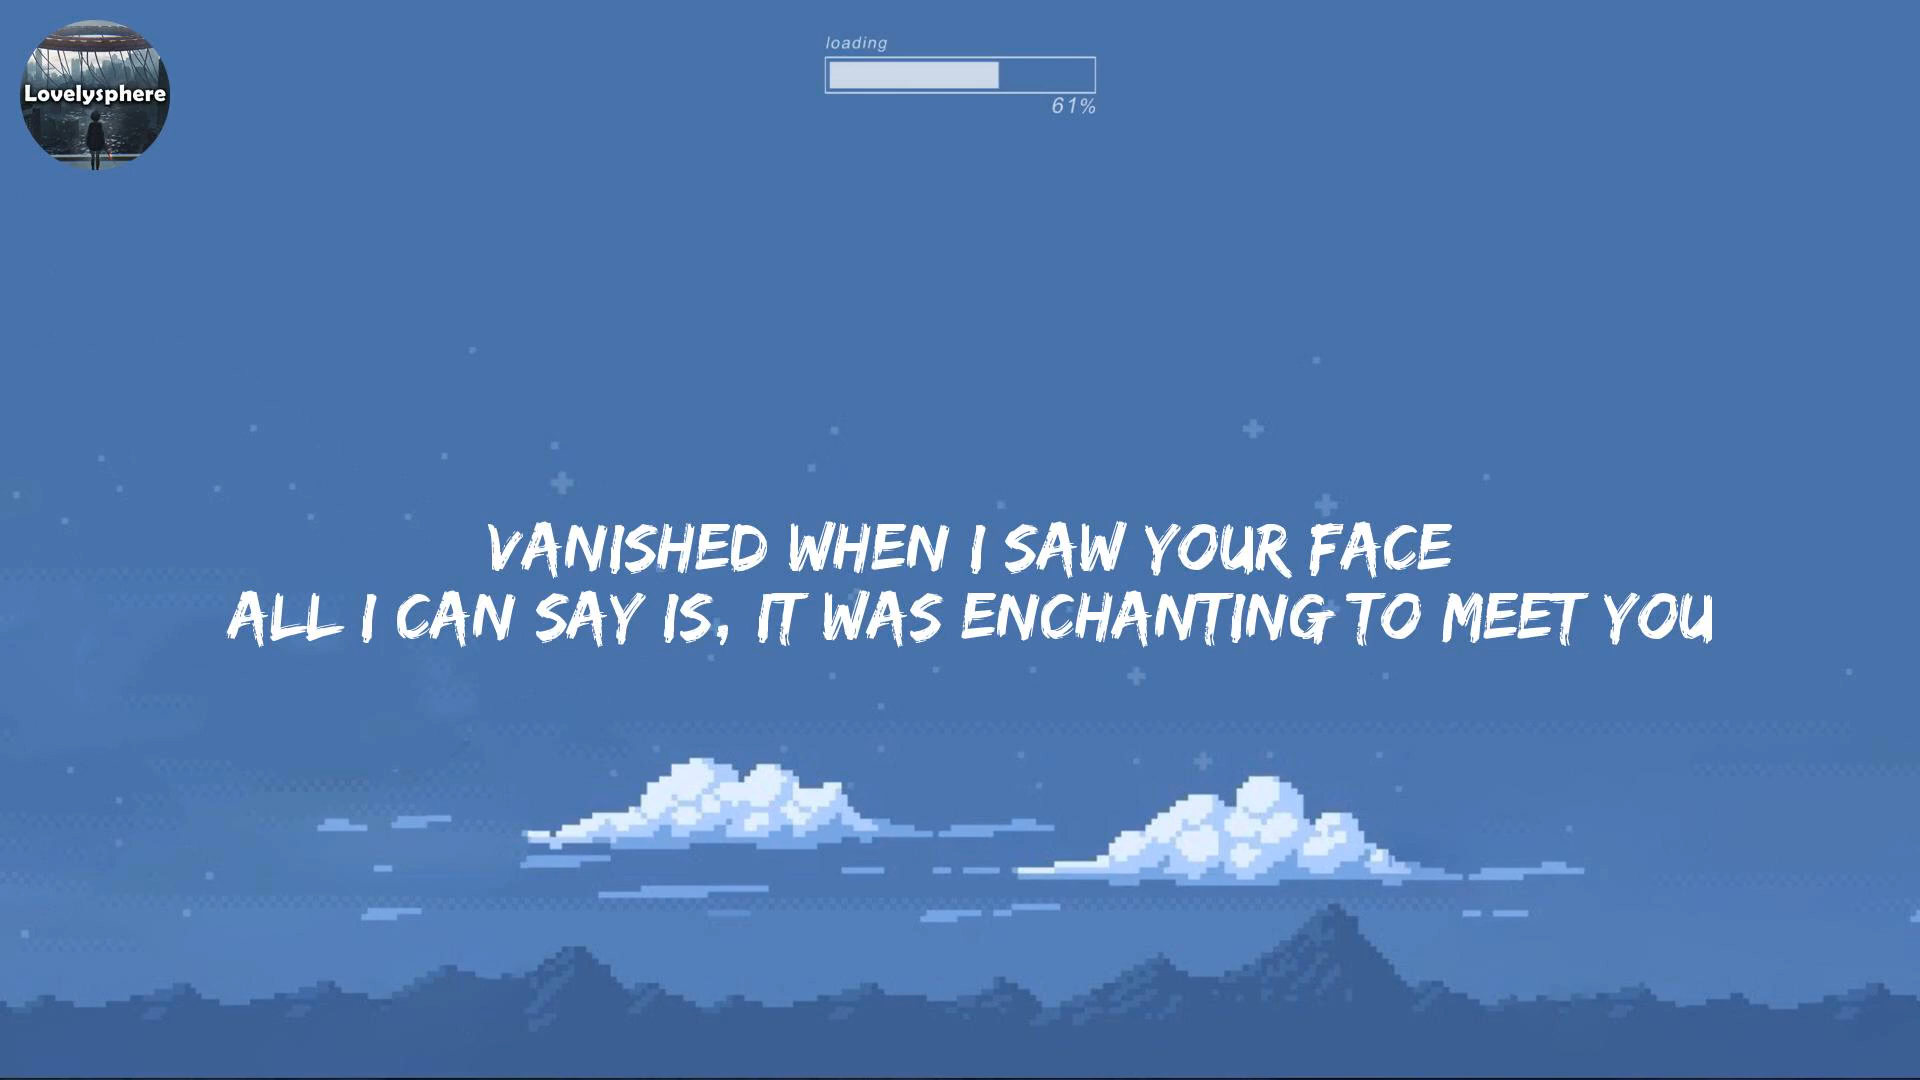 Lovelysphere
loading
61%
VANISHED WHEN I SAW YOUR FACE
ALL I CAN SAY IS, IT WAS ENCHANTING TO MEET YOU